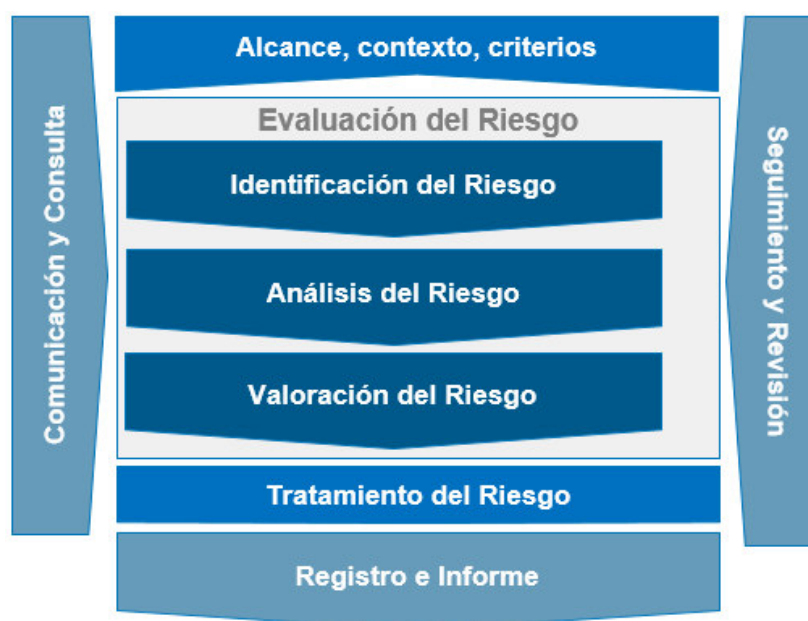 Alcance, contexto, criterios
Evaluación del Riesgo
Identificación del Riesgo
Análisis del Riesgo
Valoración del Riesgo
Tratamiento del Riesgo
Registro e Informe
Comunicación y Consulta
Seguimiento y Revisión